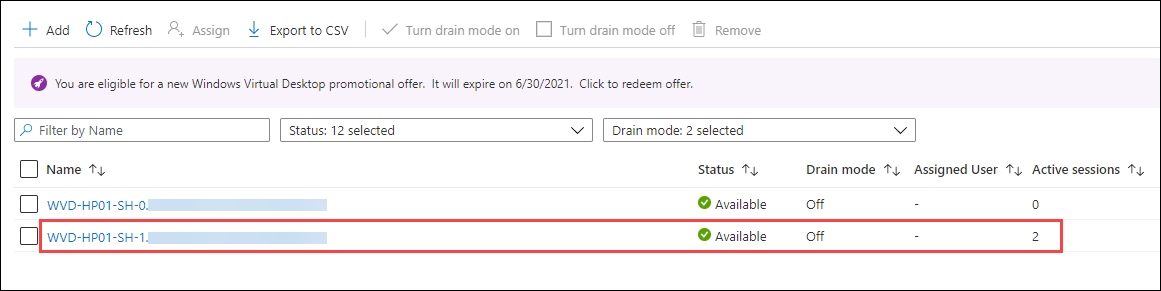 Add Refresh Assign Export to CSV Turn drain mode on Turn drain mode off Remove
You are eligible for a new Windows Virtual Desktop promotional offer. It will expire on 6/30/2021. Click to redeem offer.
Filter by Name Status: 12 selected Drain mode: 2 selected
Name Status Drain mode Assigned User Active sessions
WVD-HP01-SH-0. Available Off - 0
WVD-HP01-SH-1. Available Off - 2